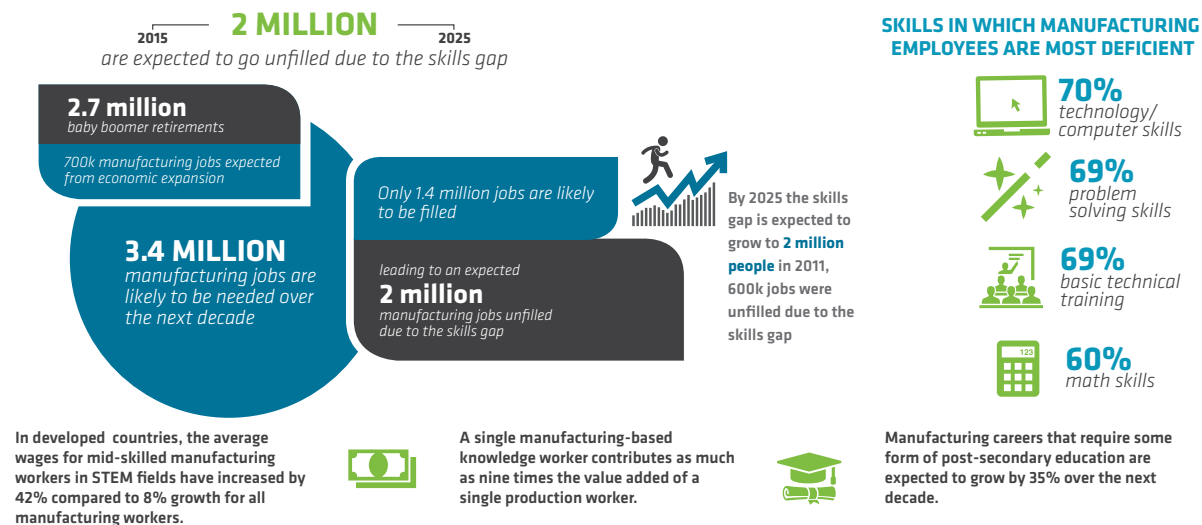 2 MILLION
2015
2025
are expected to go unfilled due to the skills gap
2.7 million
baby boomer retirements
700k manufacturing jobs expected
from economic expansion
3.4 MILLION
manufacturing jobs are
likely to be needed over
the next decade
Only 1.4 million jobs are likely
to be filled
leading to an expected
2 million
manufacturing jobs unfilled
due to the skills gap
By 2025 the skills
gap is expected to
grow to 2 million
people in 2011,
600k jobs were
unfilled due to the
skills gap
SKILLS IN WHICH MANUFACTURING
EMPLOYEES ARE MOST DEFICIENT
70%
technology/
computer skills
69%
problem
solving skills
69%
basic technical
training
123
60%
math skills
In developed countries, the average
wages for mid-skilled manufacturing
workers in STEM fields have increased by
42% compared to 8% growth for all
manufacturing workers.
A single manufacturing-based
knowledge worker contributes as much
as nine times the value added of a
single production worker.
Manufacturing careers that require some
form of post-secondary education are
expected to grow by 35% over the next
decade.